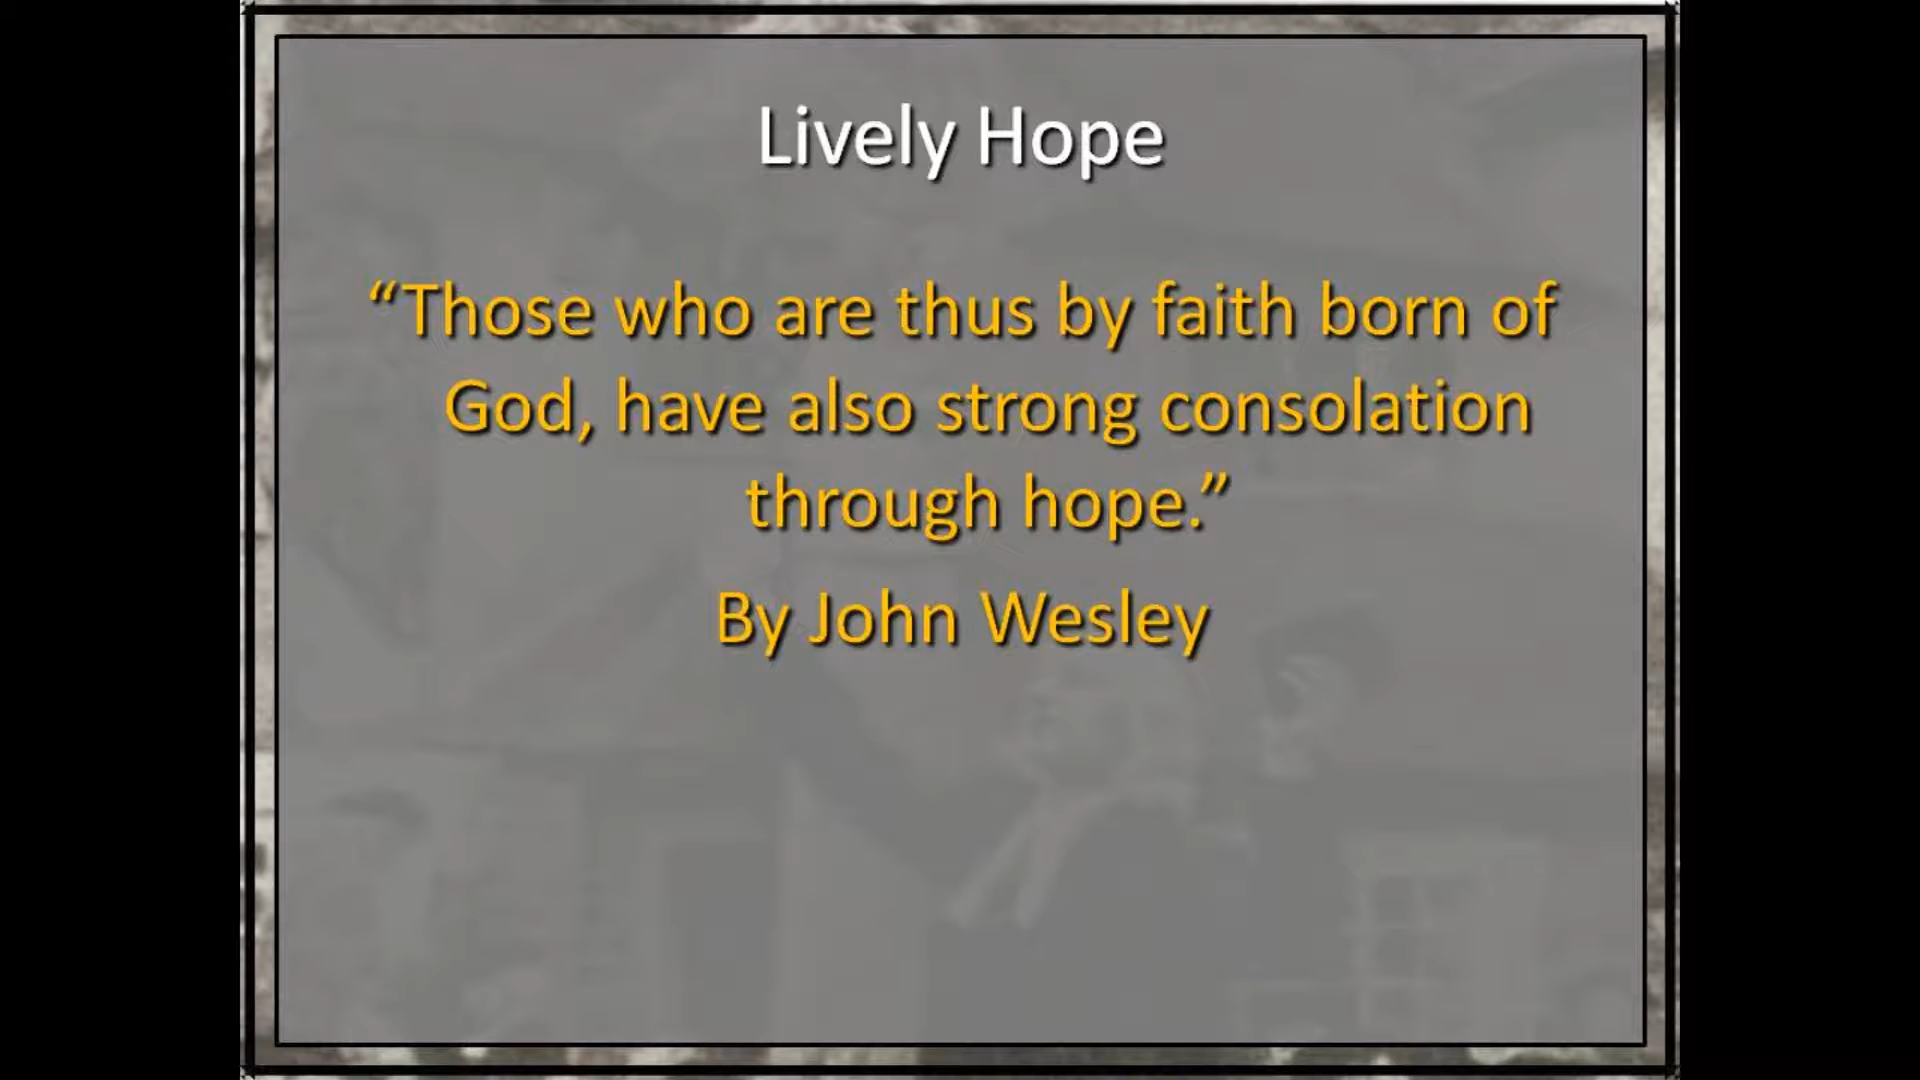 Lively Hope
“Those who are thus by faith born of
God, have also strong consolation
through hope.”
By John Wesley